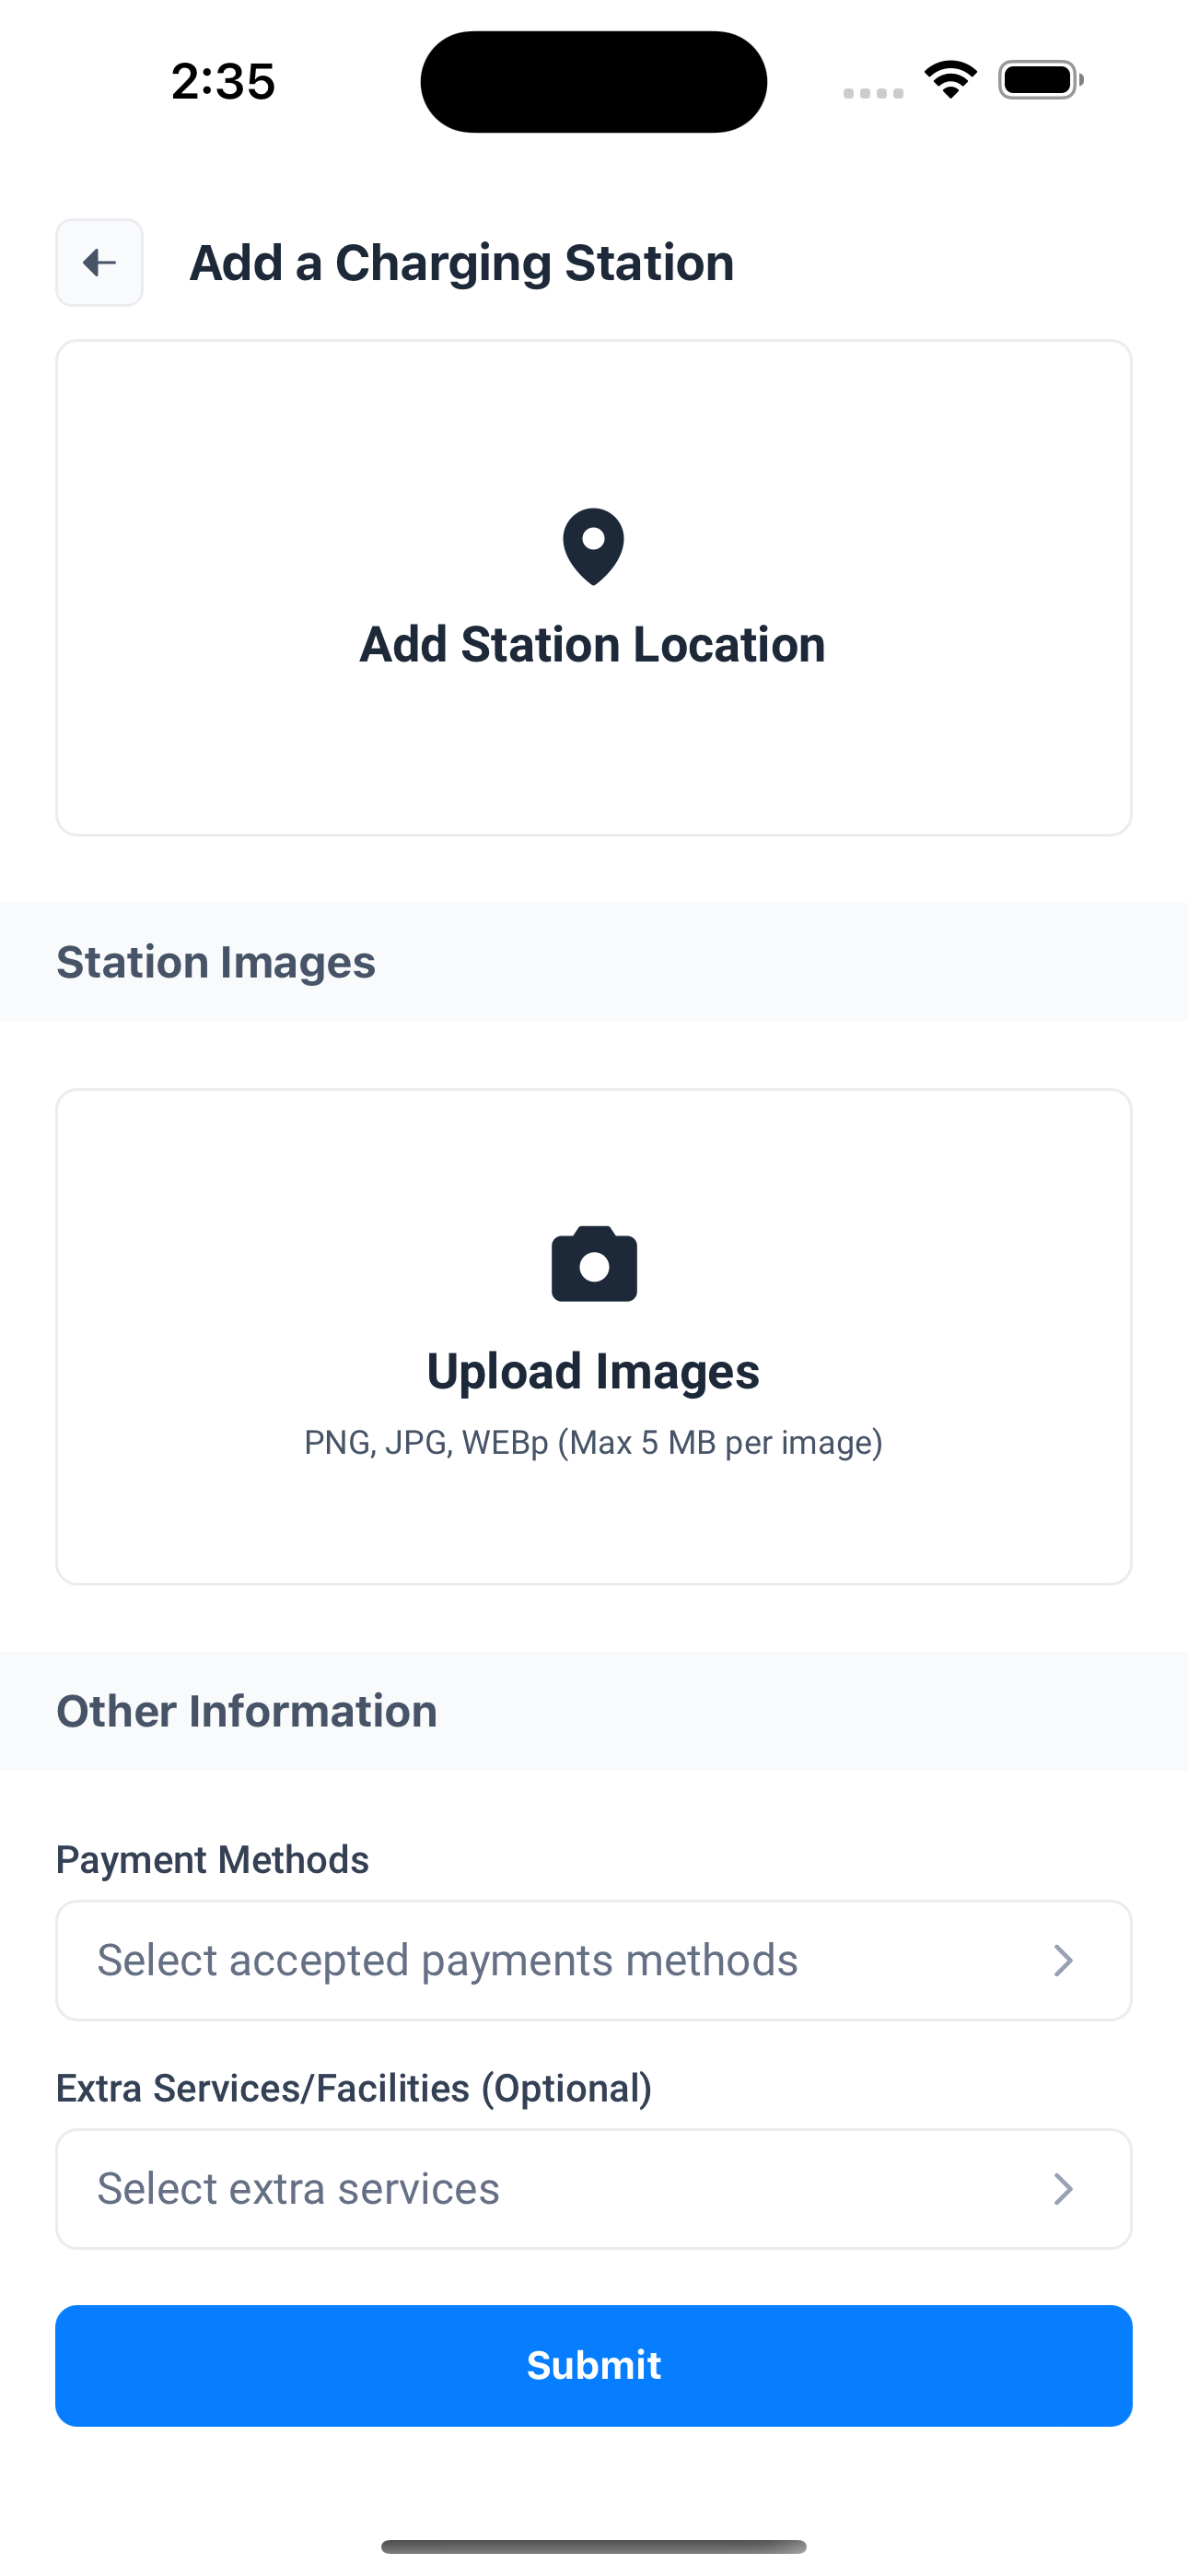 2:35
Add a Charging Station
Add Station Location
Station Images
Upload Images
PNG, JPG, WEBp (Max 5 MB per image)
Other Information
Payment Methods
Select accepted payments methods
Extra Services/Facilities (Optional)
Select extra services
Submit